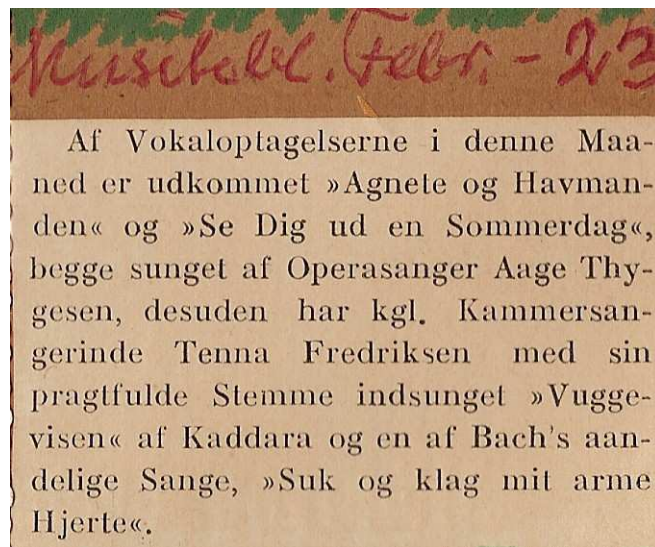 Musikbl. Febr. - 23
Af Vokaloptagelserne i denne Maa-
ned er udkommet »Agnete og Havman-
den« og »Se Dig ud en Sommerdag«,
begge sunget af Operasanger Aage Thy-
gesen, desuden har kgl. Kammersan-
gerinde Tenna Fredriksen med sin
pragtfulde Stemme indsunget »Vugge-
visen« af Kaddara og en af Bach's aan-
delige Sange, »Suk og klag mit arme
Hjerte«.